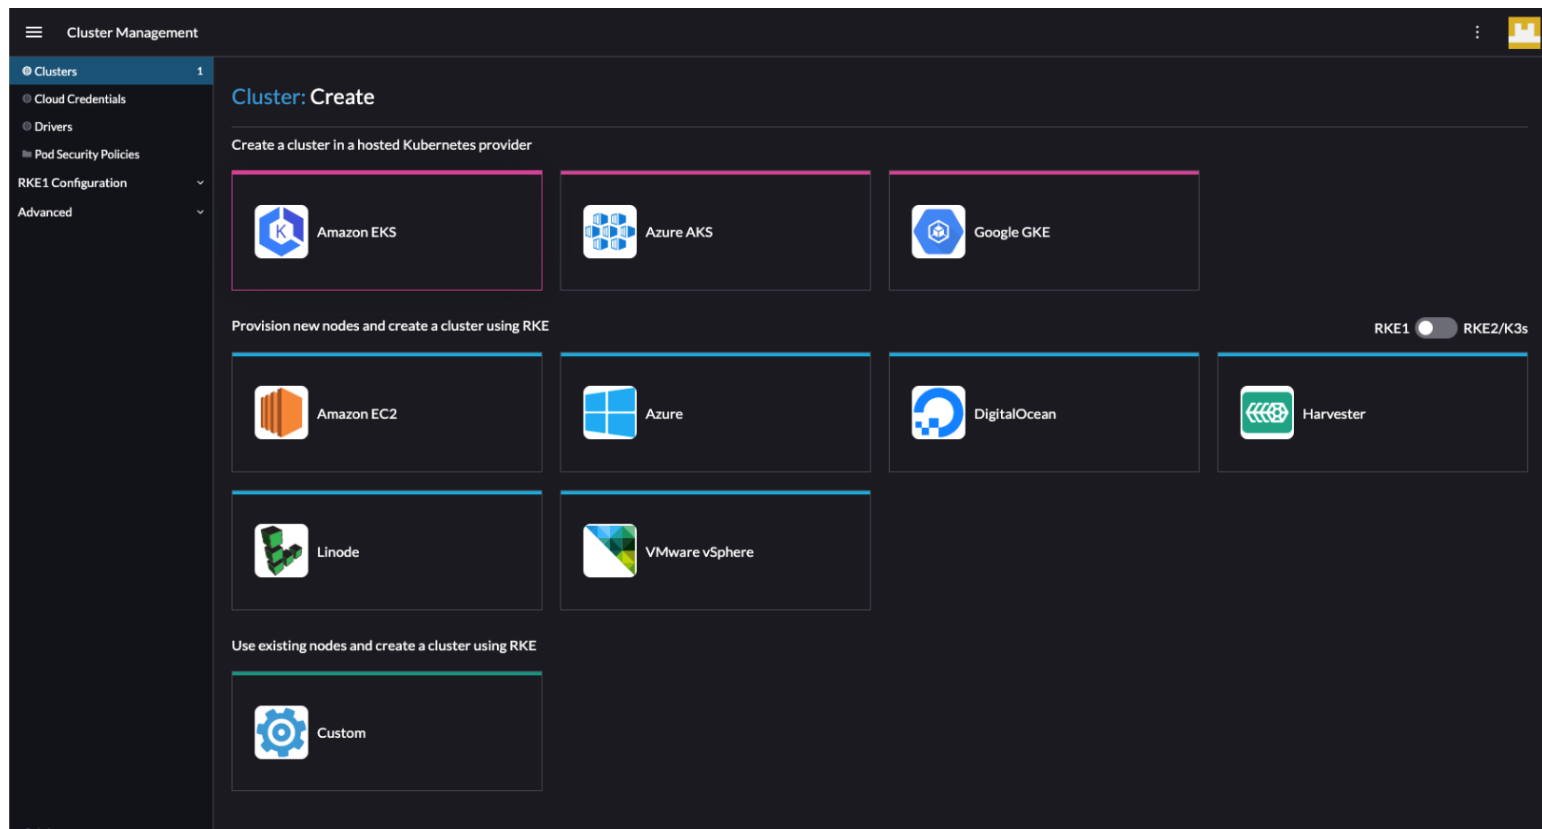 Cluster Management
Clusters 1
Cloud Credentials
Drivers
Pod Security Policies
RKE1 Configuration
Advanced
Cluster: Create
Create a cluster in a hosted Kubernetes provider
K
Amazon EKS
Azure AKS
Google GKE
Provision new nodes and create a cluster using RKE
RKE1 RKE2/K3s
Amazon EC2
Azure
DigitalOcean
Harvester
Linode
VMware vSphere
Use existing nodes and create a cluster using RKE
Custom